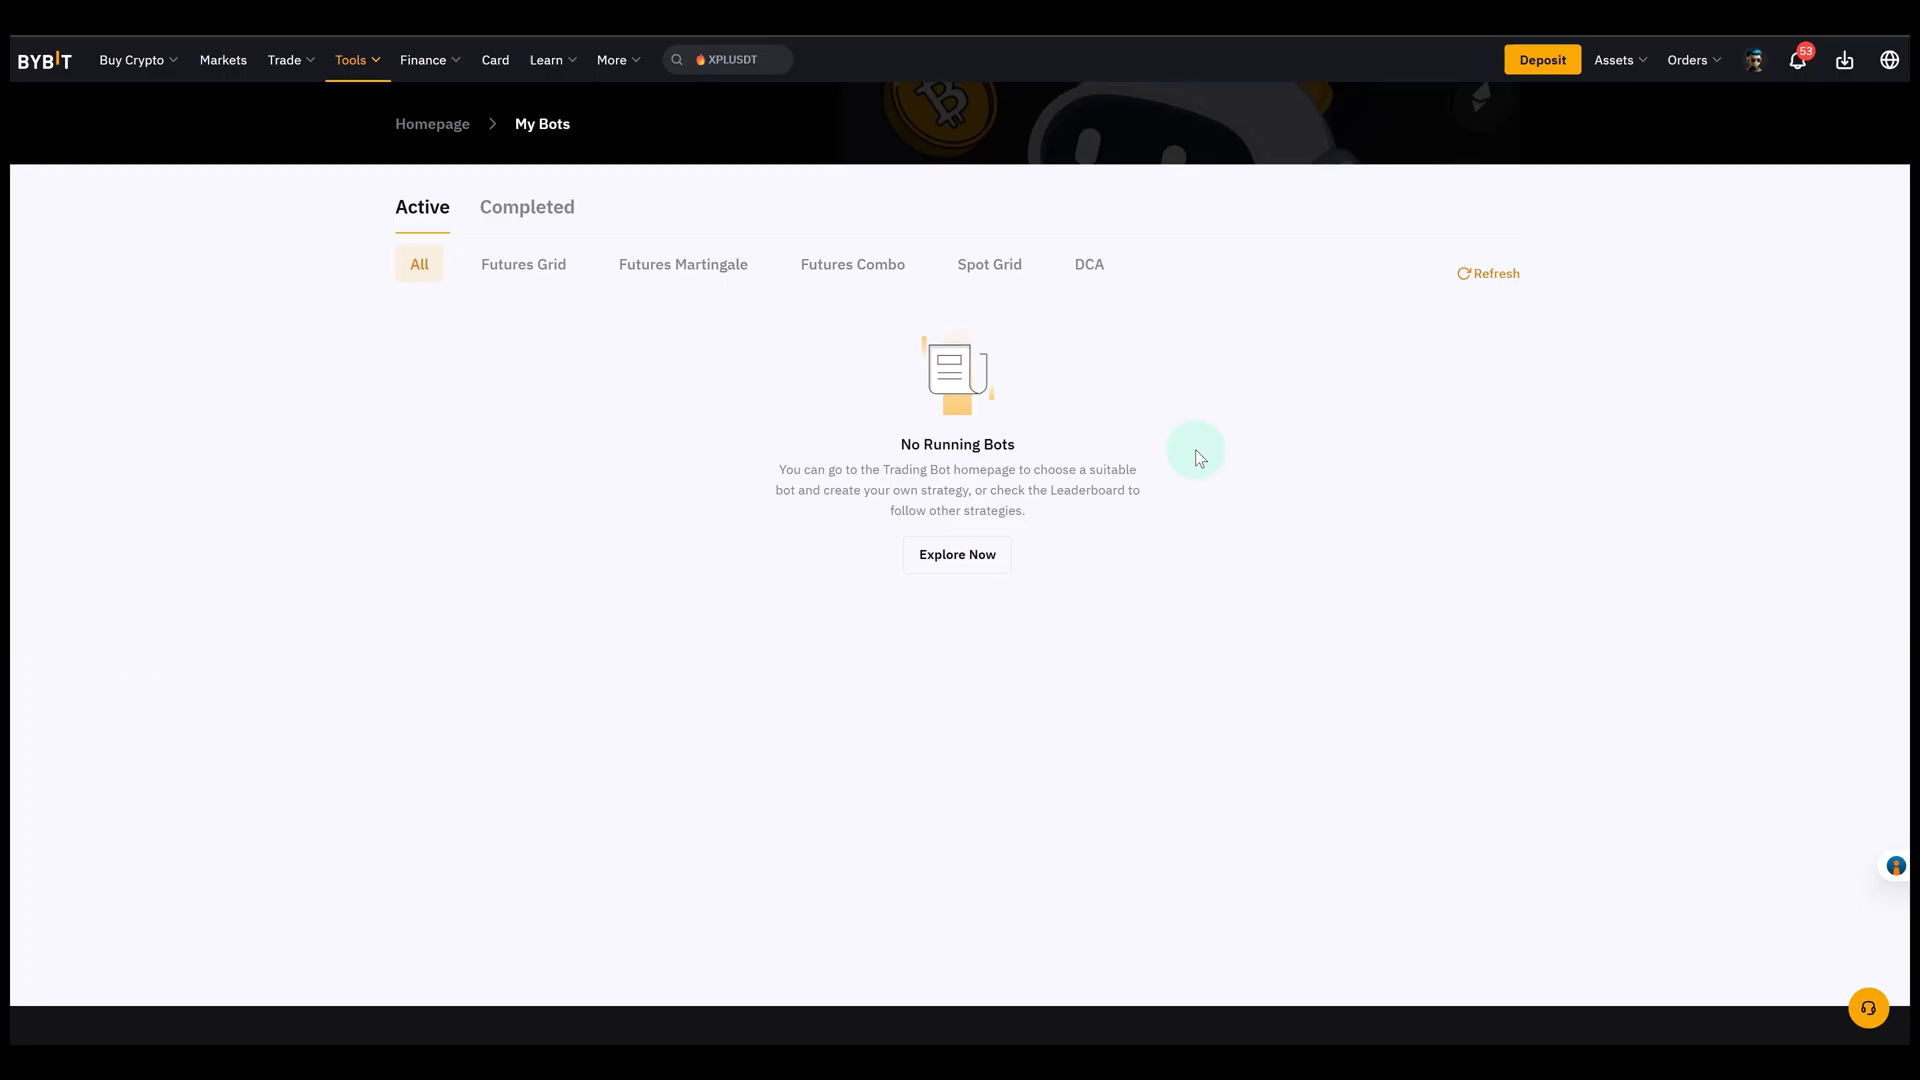 BYBIT Buy Crypto Markets Trade Tools Finance Card Learn More XPLUSDT Deposit Assets Orders 53
Homepage > My Bots
Active Completed
All Futures Grid Futures Martingale Futures Combo Spot Grid DCA Refresh
No Running Bots
You can go to the Trading Bot homepage to choose a suitable
bot and create your own strategy, or check the Leaderboard to
follow other strategies.
Explore Now